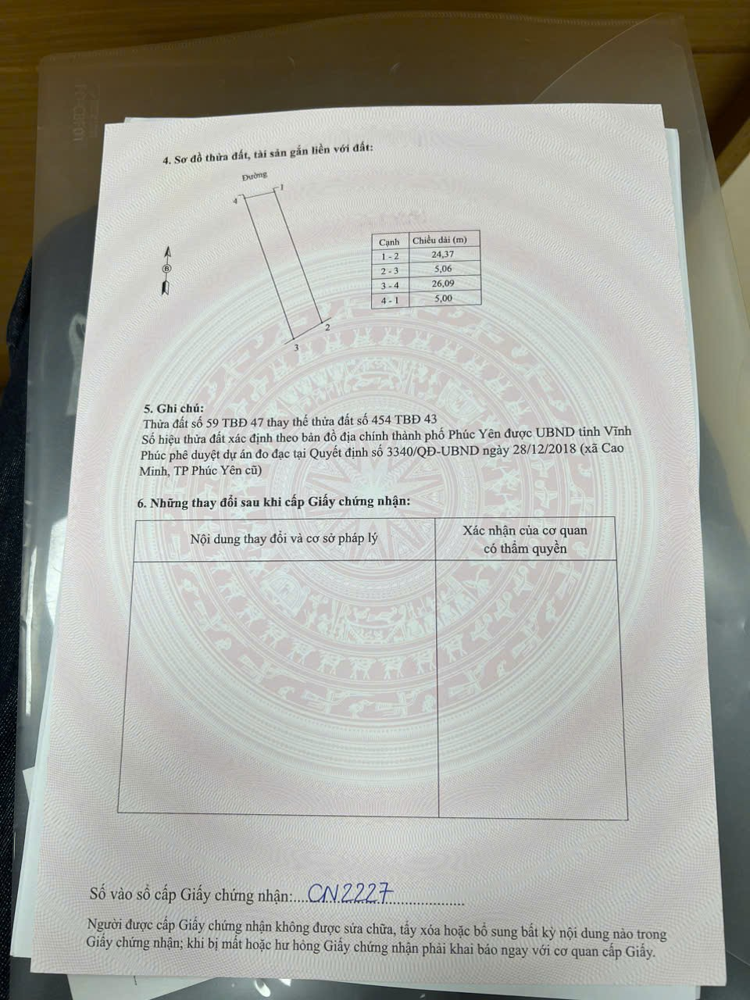 4. Sơ đồ thửa đất, tài sản gắn liền với đất:
Đường
4
1
B
2
3
Cạnh Chiều dài (m)
1 - 2 24,37
2 - 3 5,06
3 - 4 26,09
4 - 1 5,00
5. Ghi chú:
Thửa đất số 59 TBĐ 47 thay thế thửa đất số 454 TBĐ 43
Số hiệu thửa đất xác định theo bản đồ địa chính thành phố Phúc Yên được UBND tỉnh Vĩnh
Phúc phê duyệt dự án đo đạc tại Quyết định số 3340/QĐ-UBND ngày 28/12/2018 (xã Cao
Minh, TP Phúc Yên cũ)
6. Những thay đổi sau khi cấp Giấy chứng nhận:
Nội dung thay đổi và cơ sở pháp lý
Xác nhận của cơ quan
có thẩm quyền
Số vào sổ cấp Giấy chứng nhận:....CN2227....................
Người được cấp Giấy chứng nhận không được sửa chữa, tẩy xóa hoặc bổ sung bất kỳ nội dung nào trong
Giấy chứng nhận; khi bị mất hoặc hư hỏng Giấy chứng nhận phải khai báo ngay với cơ quan cấp Giấy.